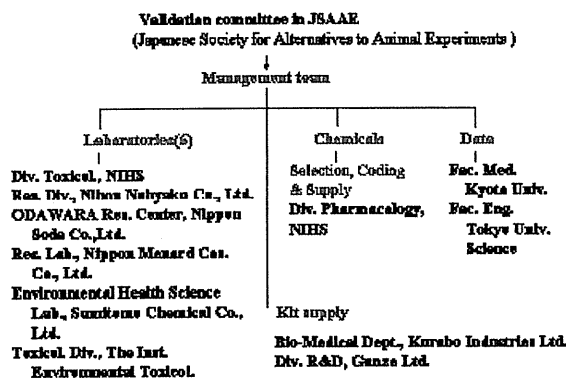 Validation committee in JSAAE
(Japanese Society for Alternatives to Animal Experiments )
Management team
Laboratories(6)
Div. Toxicol., NIHS
Res. Div., Nihon Nohyaku Co., Ltd.
ODAWARA Res. Center, Nippon
Soda Co.,Ltd.
Res. Lab., Nippon Menard Cos.
Co., Ltd.
Environmental Health Science
Lab., Sumitomo Chemical Co.,
Ltd.
Toxicol. Div., The Inst.
Environmental Toxicol.
Chemicals
Selection, Coding
& Supply
Div. Pharmacology,
NIHS
Data
Fac. Med.
Kyoto Univ.
Fac. Eng.
Tokyo Univ.
Science
Kit supply
Bio-Medical Dept., Kurabo Industries Ltd.
Div. R&D, Gunze Ltd.